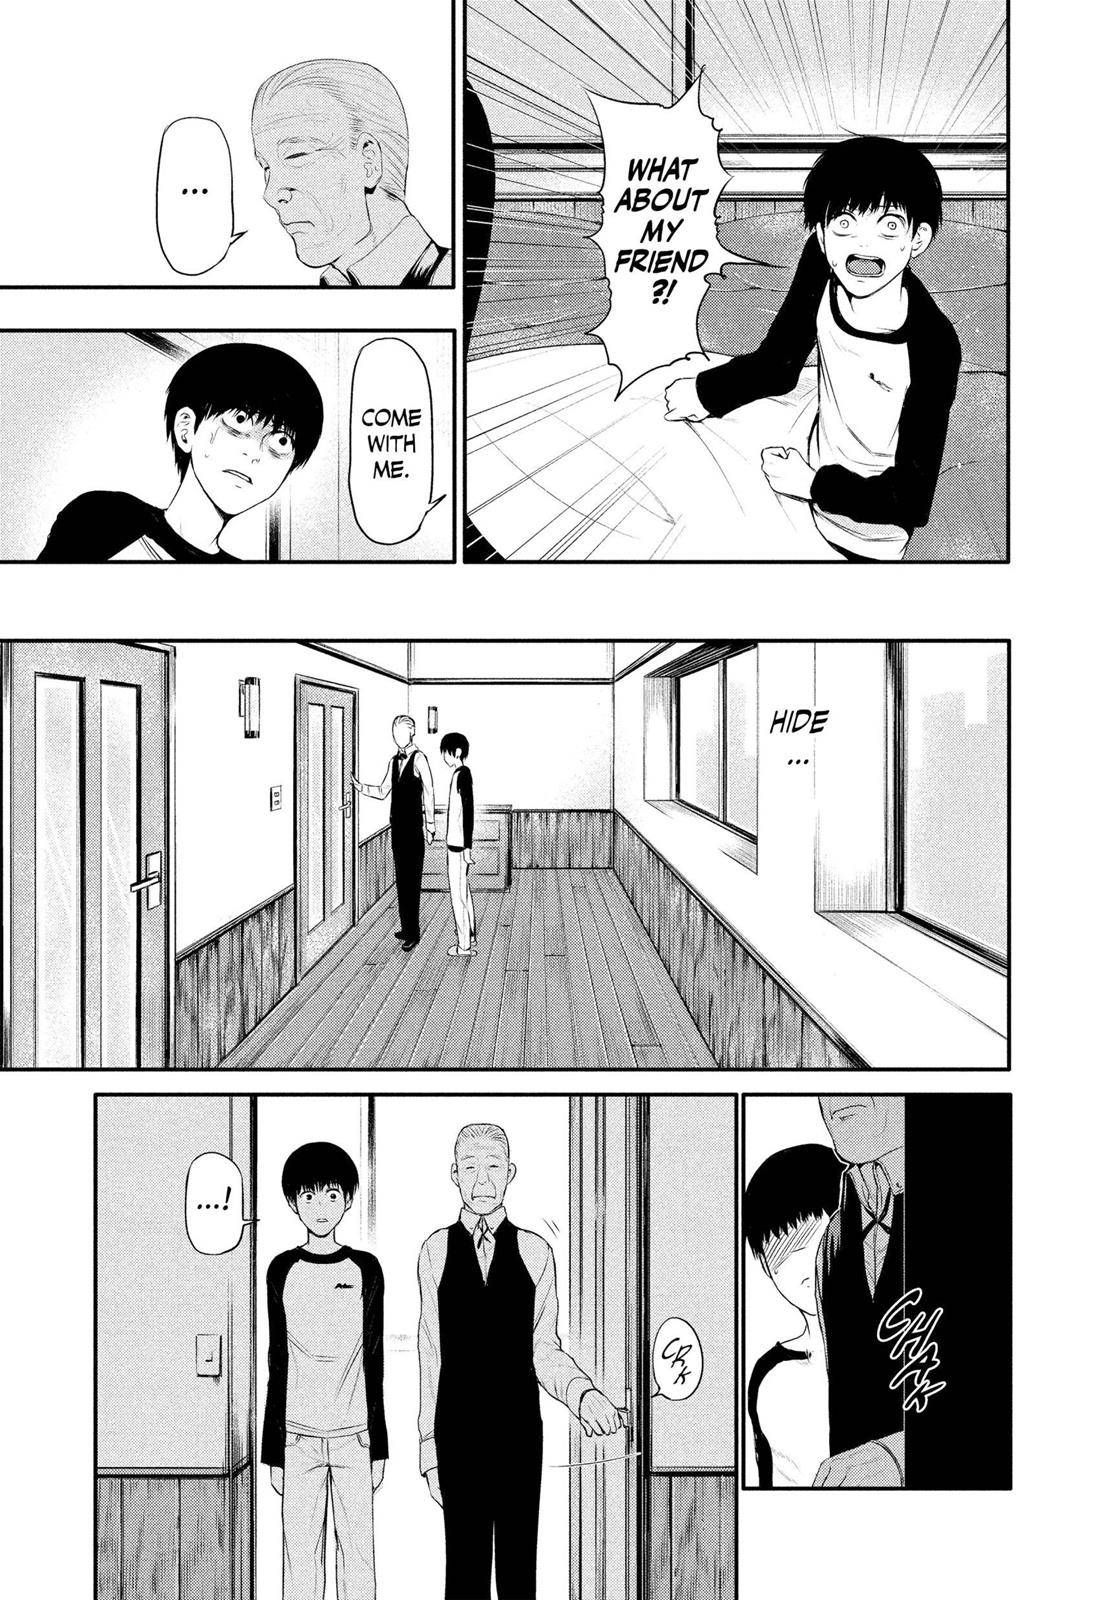 WHAT
ABOUT
MY
FRIEND
?!
...
COME
WITH
ME.
HIDE
...
CHAK
CRK
...!